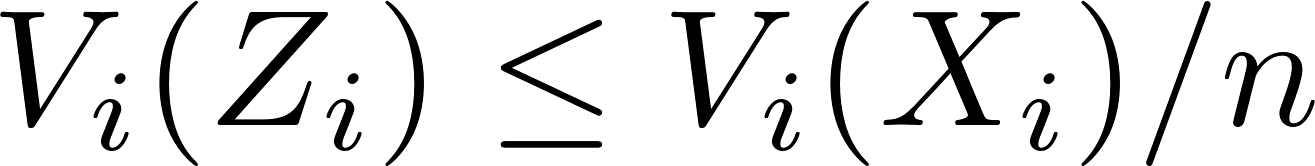 V_i(Z_i) ≤ V_i(X_i)/n